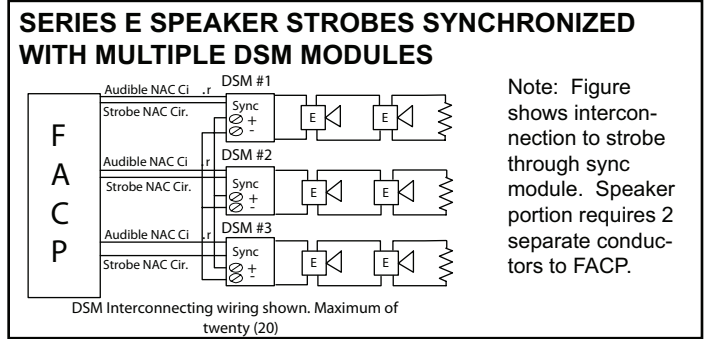 SERIES E SPEAKER STROBES SYNCHRONIZED
WITH MULTIPLE DSM MODULES
Audible NAC Ci .r
DSM #1
Strobe NAC Cir.
Sync
+
-
E
E
Audible NAC Ci .r
DSM #2
Strobe NAC Cir.
Sync
+
-
E
E
Audible NAC Ci .r
DSM #3
Strobe NAC Cir.
Sync
+
-
E
E
F
A
C
P
DSM Interconnecting wiring shown. Maximum of
twenty (20)
Note: Figure
shows intercon-
nection to strobe
through sync
module. Speaker
portion requires 2
separate conduc-
tors to FACP.